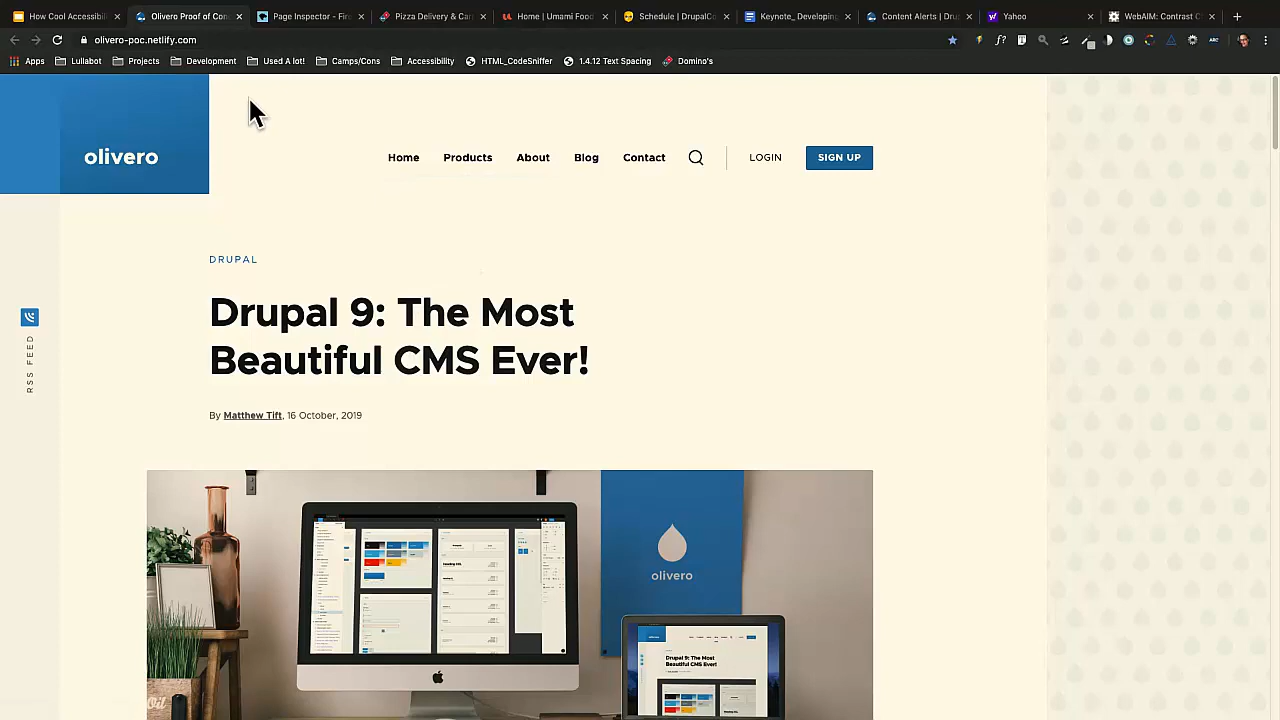 How Cool Accessibi
Olivero Proof of Con
Page Inspector - Fire
Pizza Delivery & Car
Home | Umami Food
Schedule | DrupalCo
Keynote_ Developing
Content Alerts | Dru
Yahoo
WebAIM: Contrast C
olivero-poc.netlify.com
Apps
Lullabot
Projects
Development
Used A lot!
Camps/Cons
Accessibility
HTML_CodeSniffer
1.4.12 Text Spacing
Domino's
olivero
Home
Products
About
Blog
Contact
LOGIN
SIGN UP
DRUPAL
Drupal 9: The Most
Beautiful CMS Ever!
By Matthew Tift, 16 October, 2019
RSS FEED
olivero
Drupal 9: The Most
Beautiful CMS Ever!